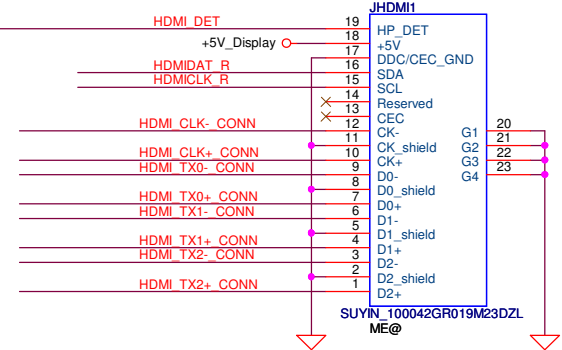 JHDMI1
HDMI_DET 19 HP_DET
+5V_Display 18 +5V
17 DDC/CEC_GND
HDMIDAT_R 16 SDA
HDMICLK_R 15 SCL
14 Reserved
13 CEC
HDMI_CLK-_CONN 12 CK- G1 20
11 CK_shield G2 21
HDMI_CLK+_CONN 10 CK+ G3 22
HDMI_TX0-_CONN 9 D0- G4 23
8 D0_shield
HDMI_TX0+_CONN 7 D0+
HDMI_TX1-_CONN 6 D1-
5 D1_shield
HDMI_TX1+_CONN 4 D1+
HDMI_TX2-_CONN 3 D2-
2 D2_shield
HDMI_TX2+_CONN 1 D2+
SUYIN_100042GR019M23DZL
ME@